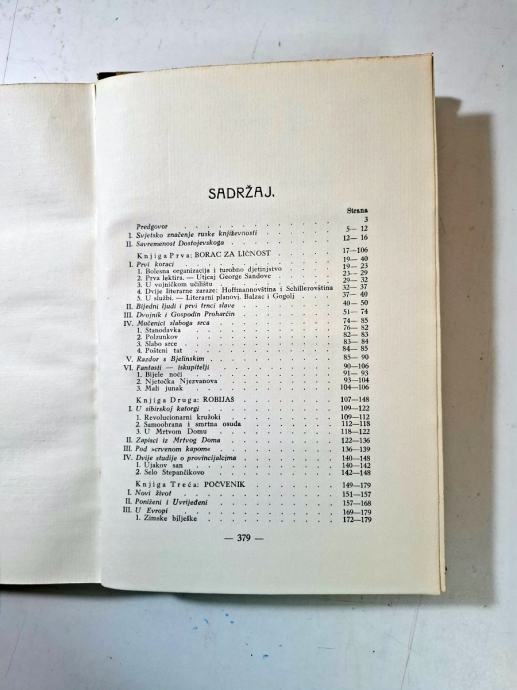 SADRŽAJ.
Strana
Predgovor . . . 3
I. Svjetsko značenje ruske književnosti . . . 5— 12
II. Savremenost Dostojevskoga . . . 12— 16
Knjiga Prva: BORAC ZA LIČNOST . . . 17—106
I. Prvi koraci . . . 19— 40
1. Bolesna organizacija i turobno djetinjstvo . . . 19— 23
2. Prva lektira. — Utjcaj George Sandove . . . 23— 29
3. U vojničkom učilištu . . . 29— 32
4. Dvije literarne zaraze: Hoffmannovština i Schillerovština 32— 37
5. U službi. — Literarni planovi, Balzac i Gogolj . . . 37— 40
II. Bijedni ljudi i prvi trnci slave . . . 40— 50
III. Dvojnik i Gospodin Proharčin . . . 51— 74
IV. Mučenici slaboga srca . . . 74— 85
1. Stanodavka . . . 76— 82
2. Polzunkov . . . 82— 83
3. Slabo srce . . . 83— 84
4. Pošteni tat . . . 84— 85
V. Razdor s Bjelinskim . . . 85— 90
VI. Fantasti — iskupitelji . . . 90—106
1. Bijele noći . . . 91— 93
2. Njetočka Njezvanova . . . 93—104
3. Mali junak . . . 104—106
Knjiga Druga: ROBIJAŠ . . . 107—148
I. U sibirskoj katorgi . . . 109—122
1. Revolucionarni kružoki . . . 109—112
2. Samoobrana i smrtna osuda . . . 112—118
3. U Mrtvom Domu . . . 118—122
II. Zapisci iz Mrtvog Doma . . . 122—136
III. Pod »crvenom kapom« . . . 136—139
IV. Dvije studije o provincijalcima . . . 140—148
1. Ujakov san . . . 140—142
2. Selo Stepančikovo . . . 142—148
Knjiga Treća: POČVENIK . . . 149—179
I. Novi život . . . 151—157
II. Poniženi i Uvrijeđeni . . . 157—168
III. U Evropi . . . 169—179
1. Zimske bilješke . . . 172—179
— 379 —